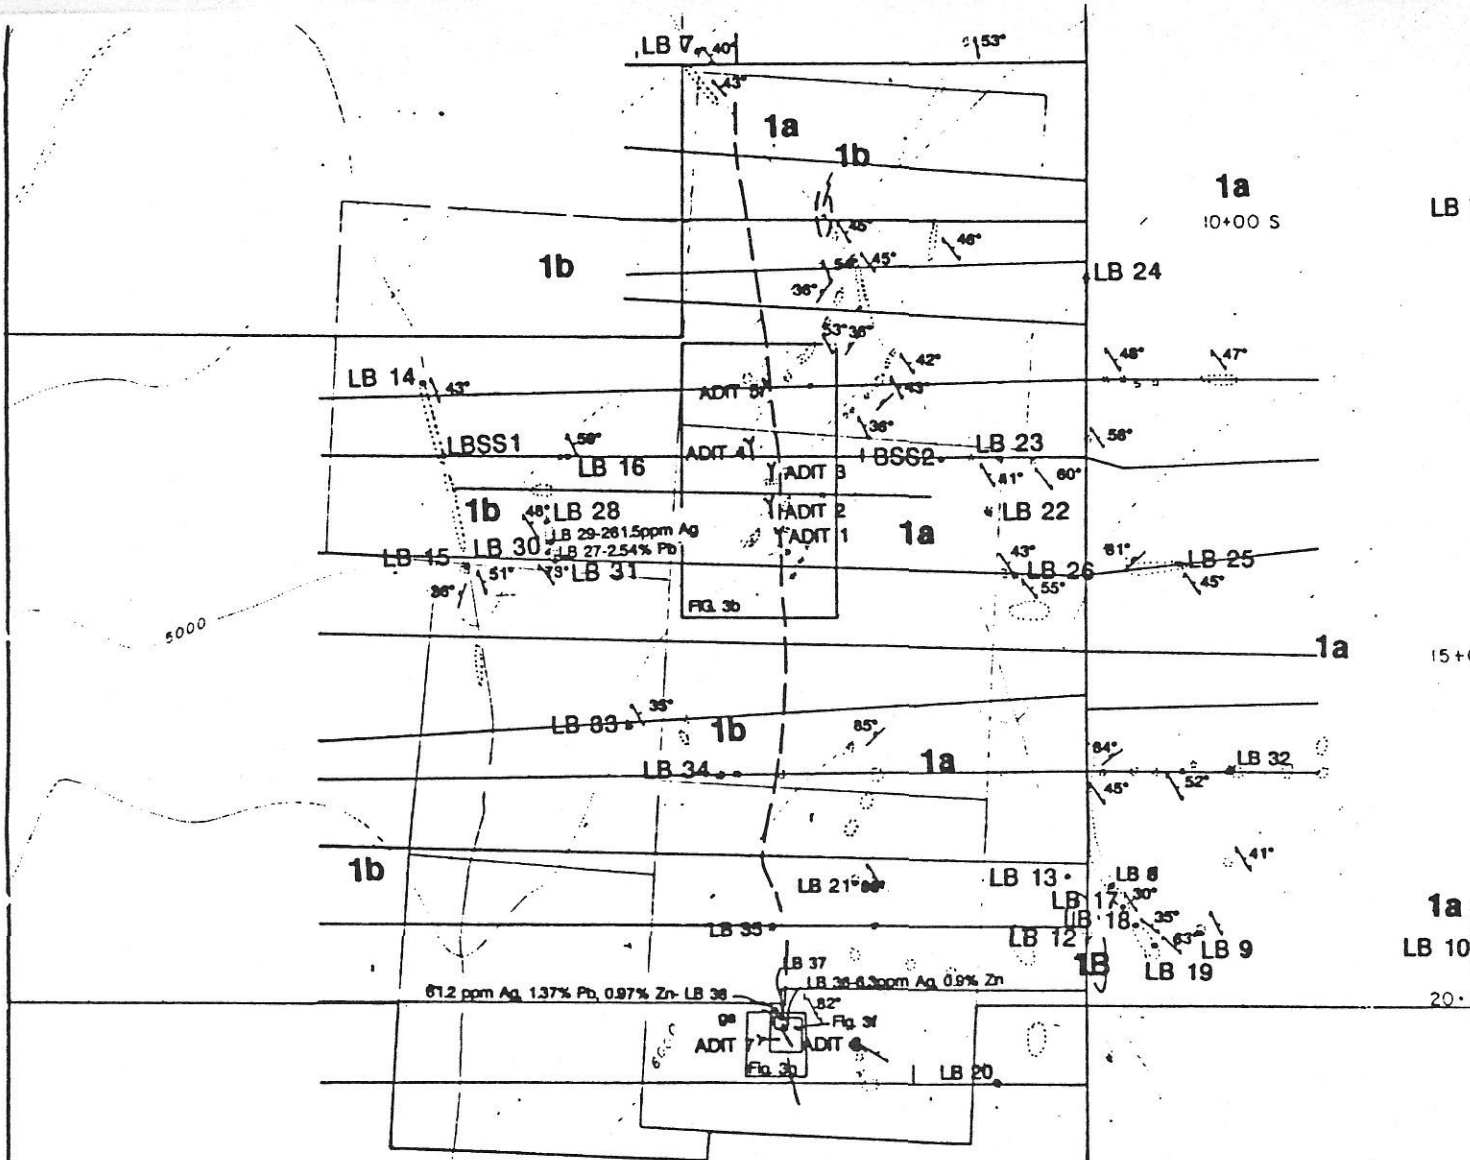 LB 7
40°
53°
43°
1a
1b
1a
10+00 S
LB
45°
46°
1b
54°
45°
LB 24
36°
53°
36°
48°
47°
42°
LB 14
43°
ADIT 5
43°
36°
58°
LBSS1
59°
LB 16
ADIT 4
LBSS2
LB 23
ADIT 3
41°
60°
1b
48°
LB 28
ADIT 2
LB 22
LB 29-261.5ppm Ag
ADIT 1
1a
LB 15
LB 30
LB 27-2.54% Pb
43°
61°
LB 25
51°
73°
LB 31
LB 26
36°
55°
45°
FIG. 3b
5000
1a
15+
35°
LB 33
1b
85°
64°
LB 34
1a
LB 32
45°
52°
1b
41°
LB 21
LB 13
LB 8
LB 17
30°
1a
LB 35
LB 12
LB 18
35°
63°
LB 9
LB 10
1B
LB 19
LB 37
61.2 ppm Ag, 1.37% Pb, 0.97% Zn- LB 38
LB 36-6.3ppm Ag, 0.9% Zn
20
82°
gs
Fig. 3f
ADIT 7
ADIT 6
LB 20